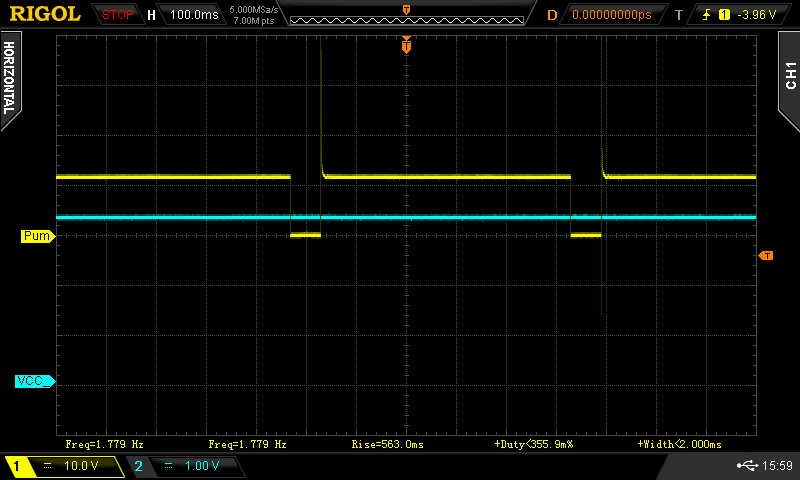 RIGOL STOP H 100.0ms 5.000MSa/s 7.00M pts T D 0.00000000ps T 1 -3.96 V
HORIZONTAL
T
CH1
Pum
T
VCC_
Freq=1.779 Hz Freq=1.779 Hz Rise=563.0ms +Duty<355.9m% +Width<2.000ms
1 10.0 V 2 1.00 V 15:59